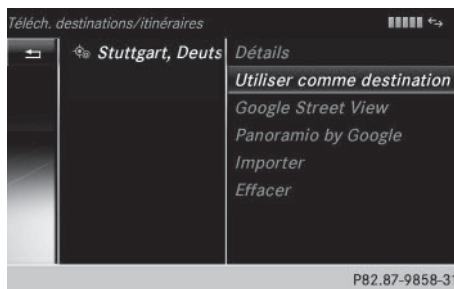 Téléch. destinations/itinéraires
Stuttgart, Deuts
Détails
Utiliser comme destination
Google Street View
Panoramio by Google
Importer
Effacer
P82.87-9858-31